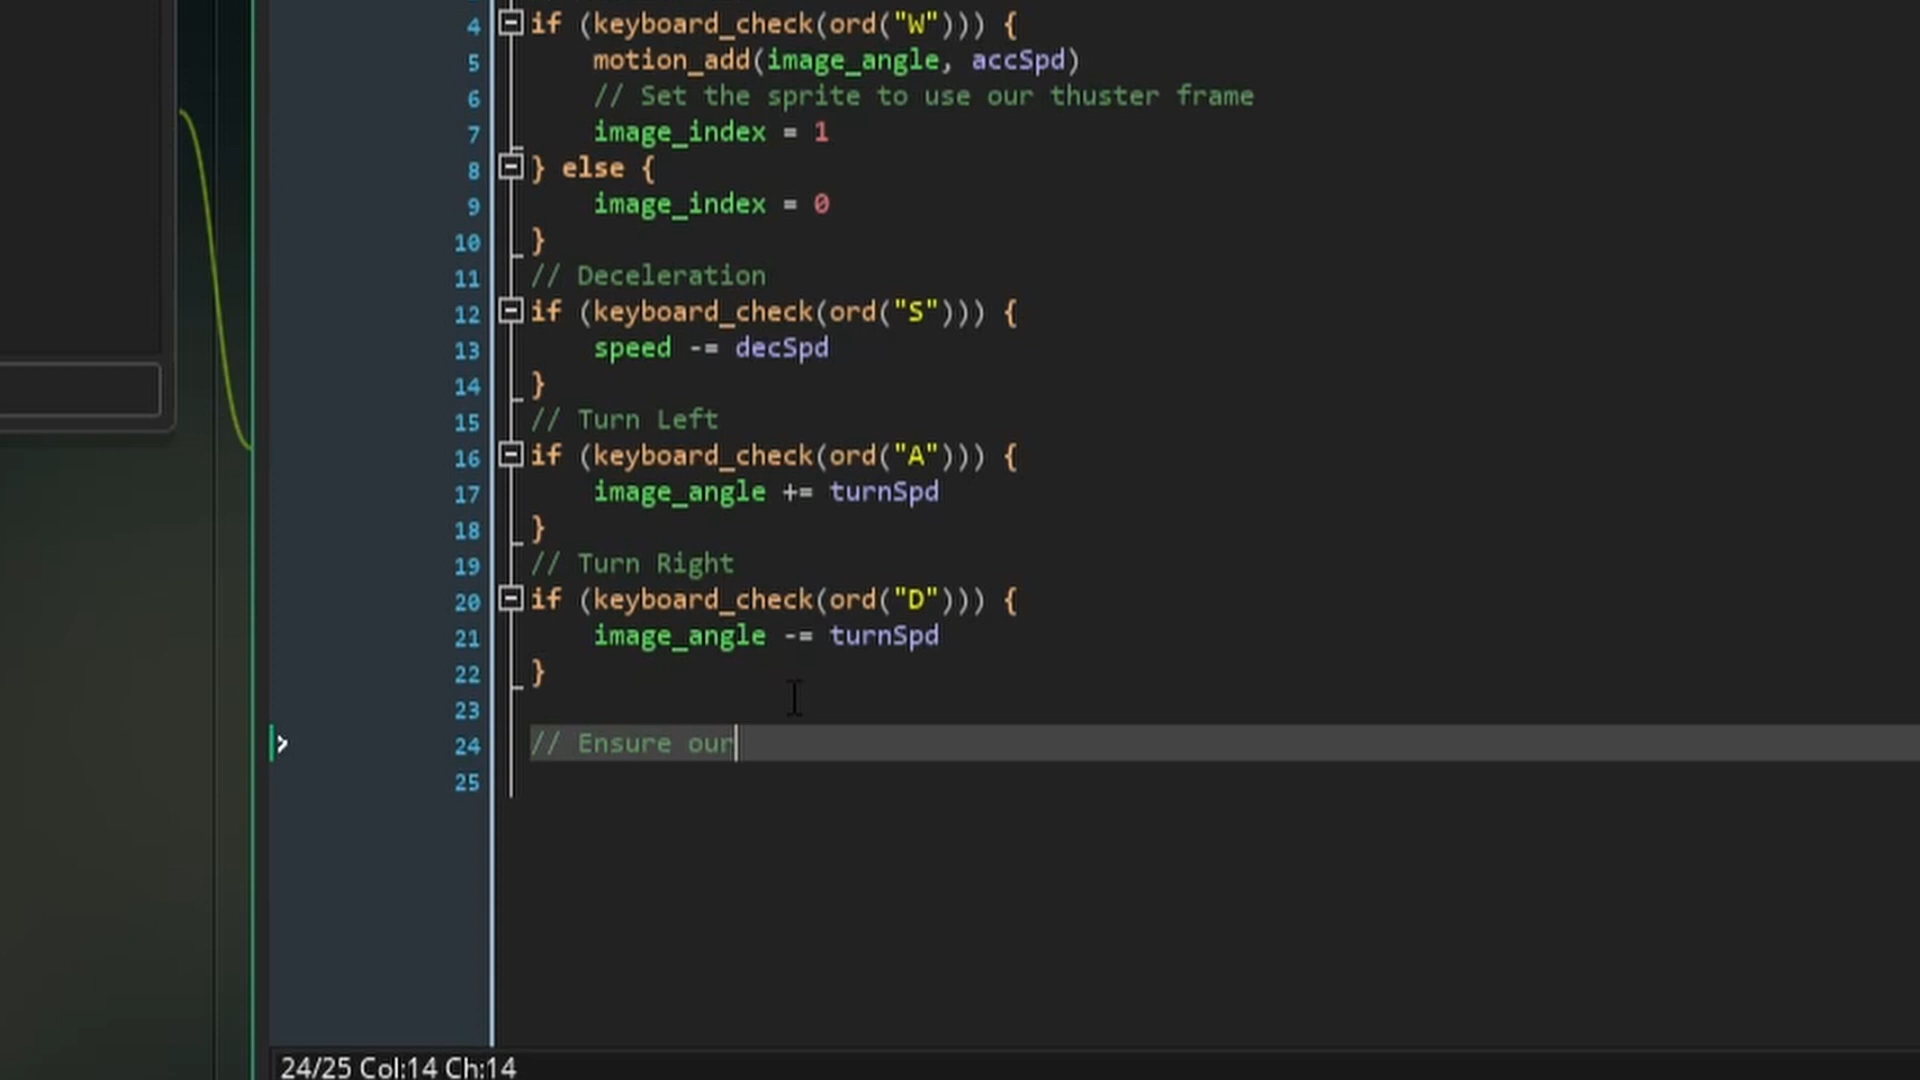 4 if (keyboard_check(ord("W"))) {
5 motion_add(image_angle, accSpd)
6 // Set the sprite to use our thuster frame
7 image_index = 1
8 } else {
9 image_index = 0
10 }
11 // Deceleration
12 if (keyboard_check(ord("S"))) {
13 speed -= decSpd
14 }
15 // Turn Left
16 if (keyboard_check(ord("A"))) {
17 image_angle += turnSpd
18 }
19 // Turn Right
20 if (keyboard_check(ord("D"))) {
21 image_angle -= turnSpd
22 }
23
24 // Ensure our
25
24/25 Col:14 Ch:14